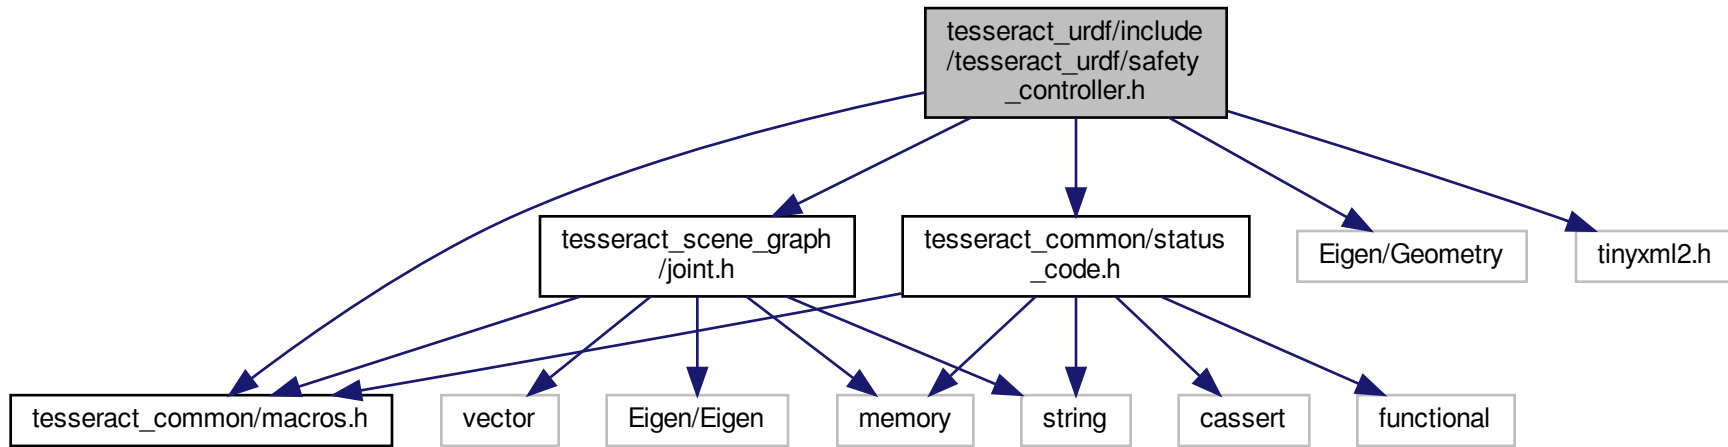 tesseract_urdf/include
/tesseract_urdf/safety
_controller.h
tesseract_scene_graph
/joint.h
tesseract_common/status
_code.h
Eigen/Geometry
tinyxml2.h
tesseract_common/macros.h
vector
Eigen/Eigen
memory
string
cassert
functional